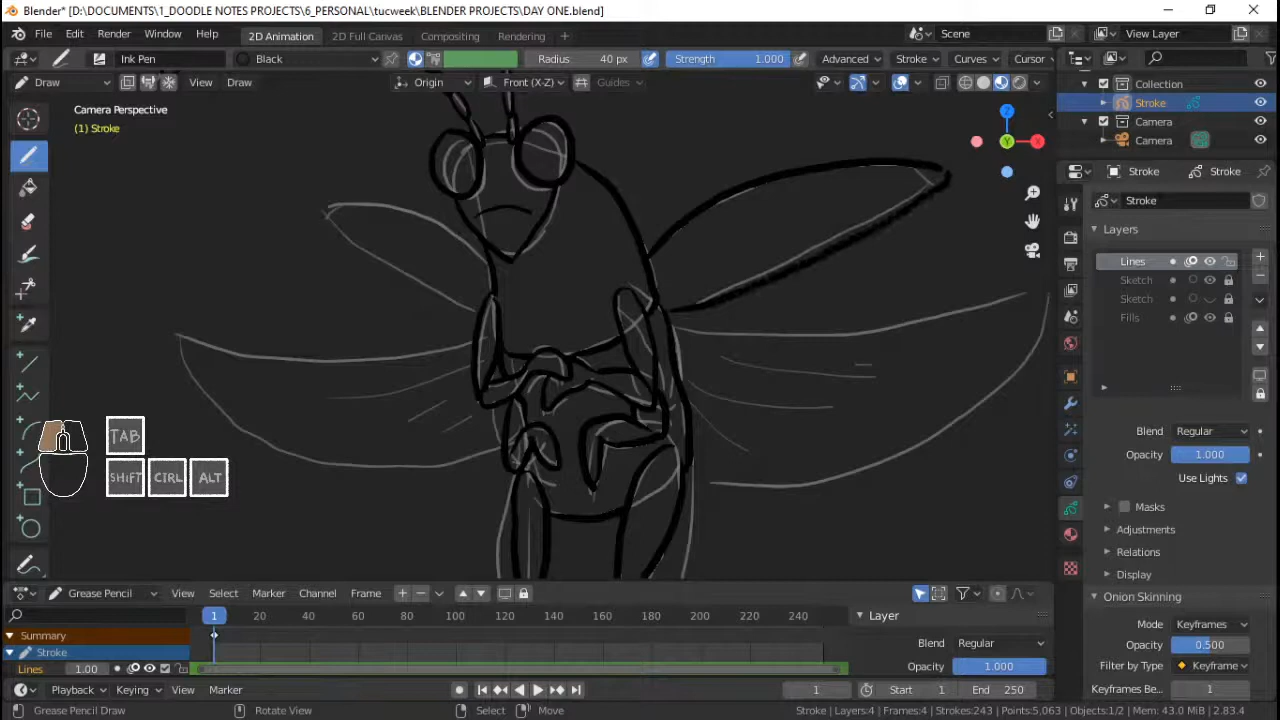 Blender* [D:\DOCUMENTS\1_DOODLE NOTES PROJECTS\6_PERSONAL\tucweek\BLENDER PROJECTS\DAY ONE.blend]
File Edit Render Window Help 2D Animation 2D Full Canvas Compositing Rendering Scene View Layer
Ink Pen Black Radius 40 px Strength 1.000 Advanced Stroke Curves Cursor
Draw View Draw Origin Front (X-Z) Guides
Collection
Stroke
Camera
Camera
Camera Perspective
(1) Stroke
Stroke Stroke
Stroke
Layers
Lines
Sketch
Sketch
Fills
TAB
SHIFT CTRL ALT
Blend Regular
Opacity 1.000
Use Lights
Masks
Adjustments
Relations
Display
Onion Skinning
Mode Keyframes
Opacity 0.500
Filter by Type Keyframe
Keyframes Be... 1
Grease Pencil View Select Marker Channel Frame
1 20 40 60 80 100 120 140 160 180 200 220 240
Layer
Summary
Stroke
Lines 1.00
Blend Regular
Opacity 1.000
Playback Keying View Marker 1 Start 1 End 250
Grease Pencil Draw Rotate View Select Move Stroke | Layers:4 | Frames:4 | Strokes:243 | Points:5,063 | Objects:1/2 | Mem: 43.0 MiB | 2.83.4
X
Y